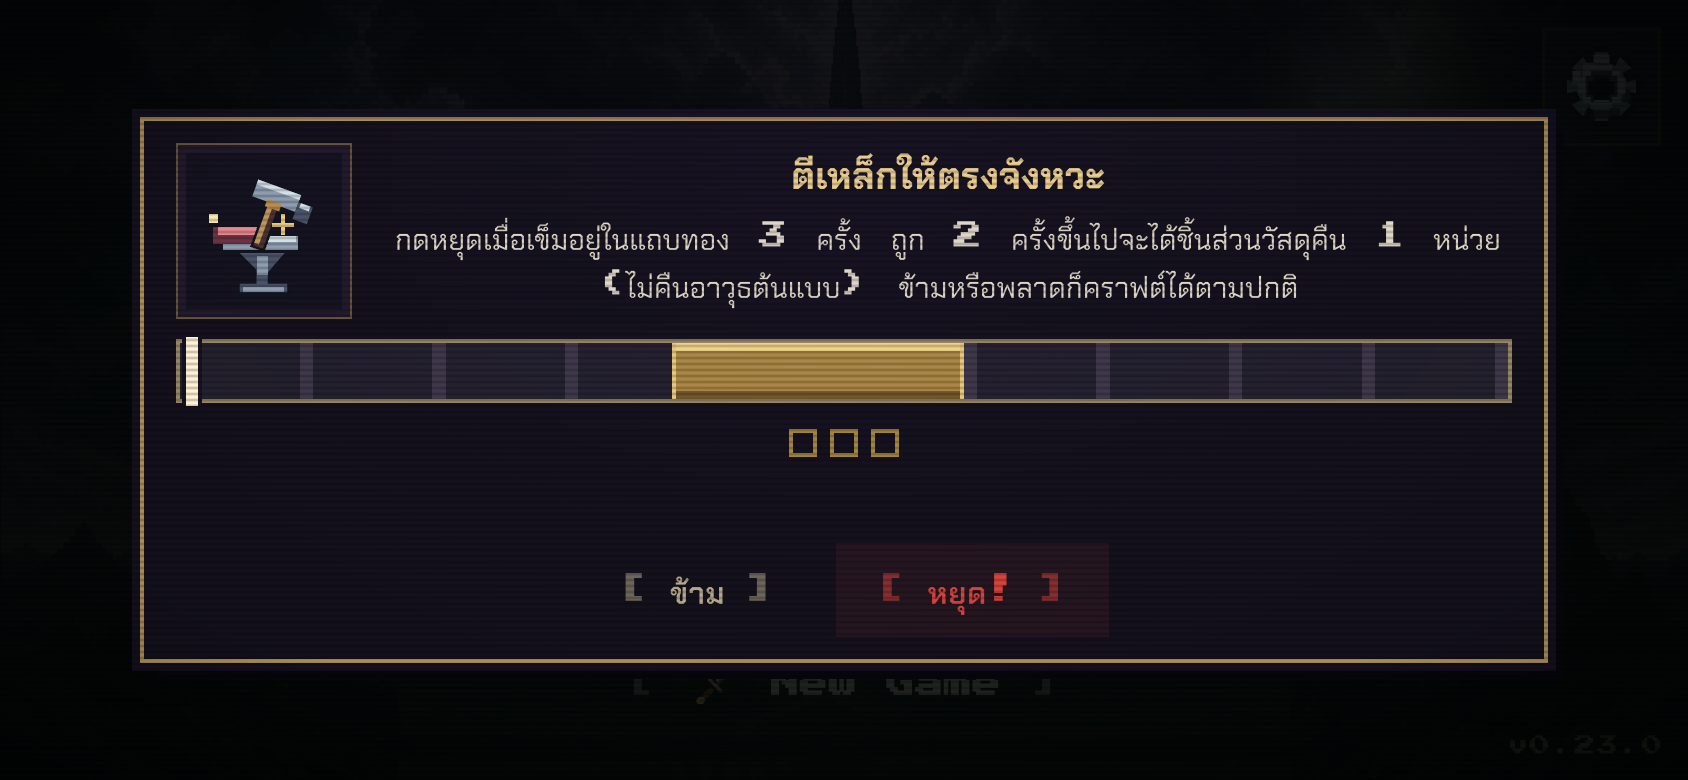 ตีเหล็กให้ตรงจังหวะ
กดหยุดเมื่อเข็มอยู่ในแถบทอง 3 ครั้ง ถูก 2 ครั้งขึ้นไปจะได้ชิ้นส่วนวัสดุคืน 1 หน่วย
(ไม่คืนอาวุธต้นแบบ) ข้ามหรือพลาดก็คราฟต์ได้ตามปกติ
[ ข้าม ] [ หยุด! ]
[ New Game ]
v0.23.0